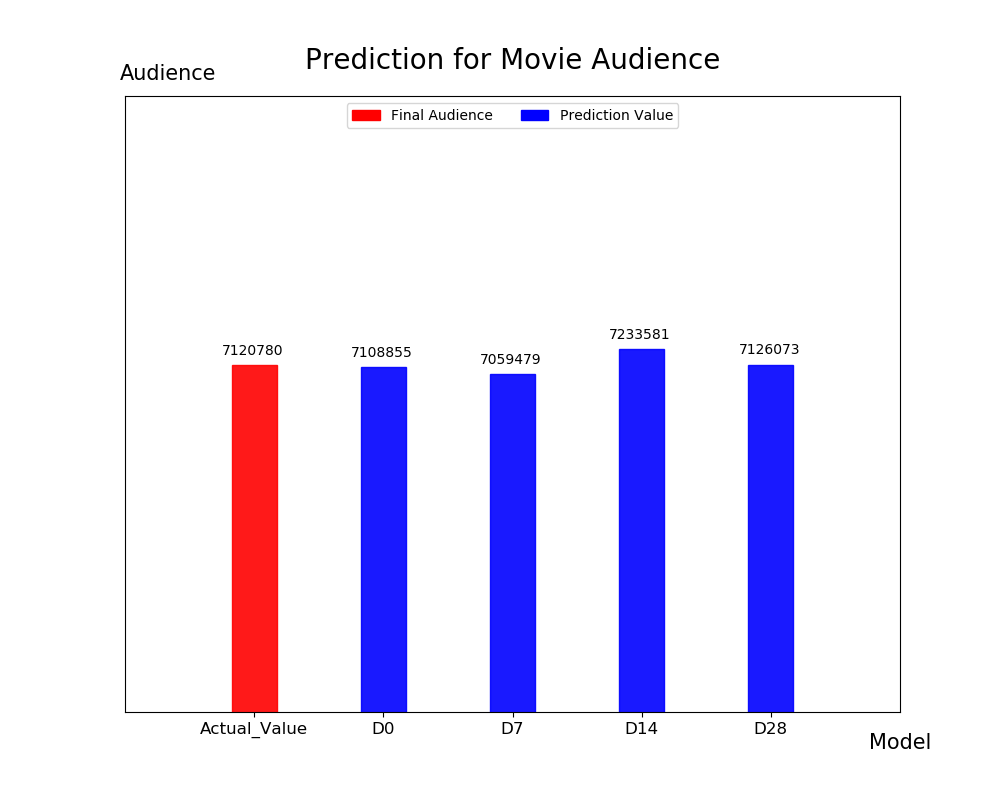 Prediction for Movie Audience
Audience
Final Audience Prediction Value
7120780 7108855 7059479 7233581 7126073
Actual_Value D0 D7 D14 D28
Model